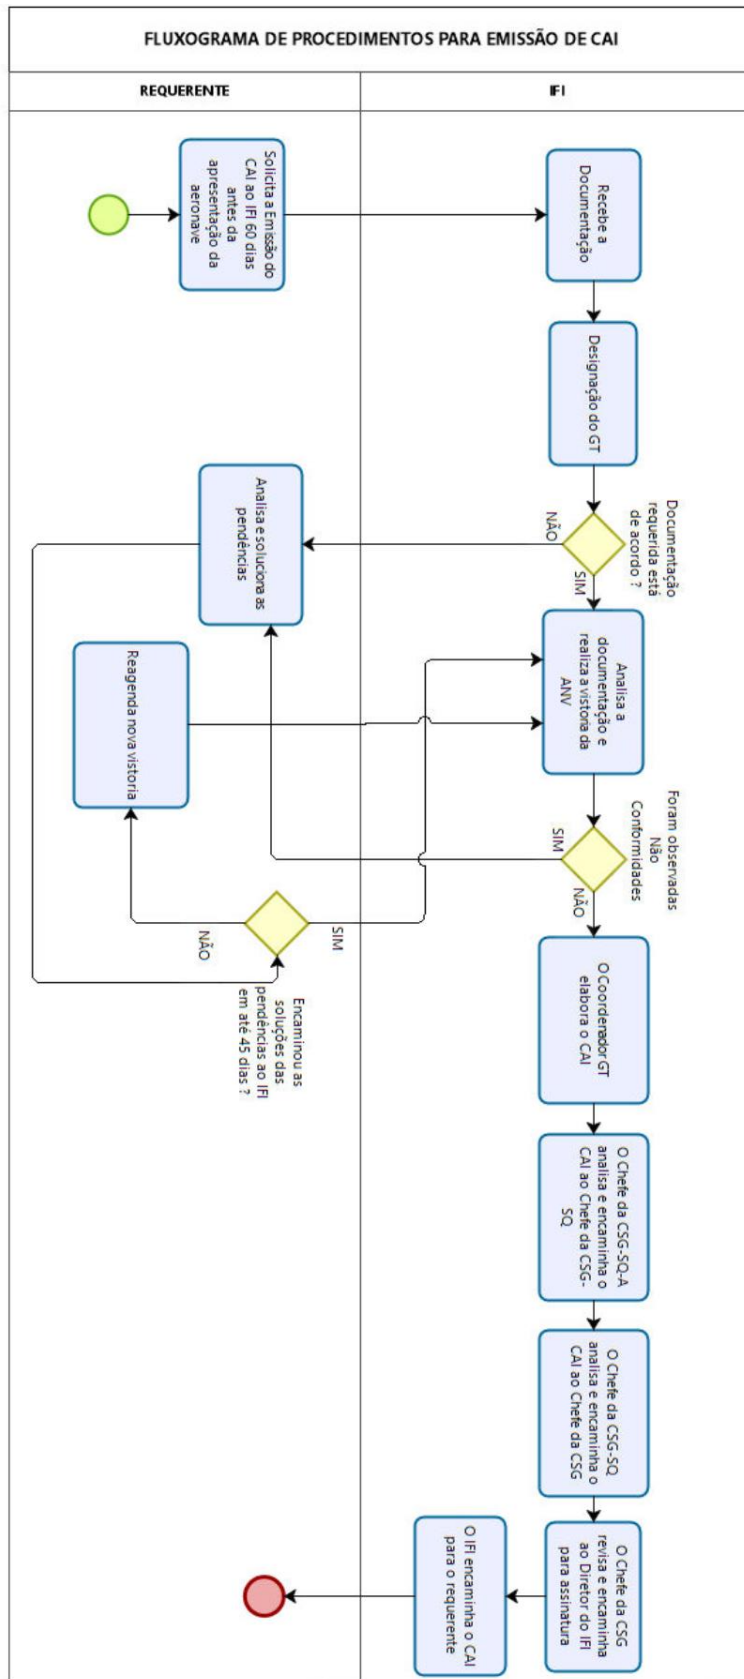 FLUXOGRAMA DE PROCEDIMENTOS PARA EMISSÃO DE CAI
REQUERENTE
IFI
Solicita a Emissão do
CAI ao IFI 60 dias
antes da
apresentação da
aeronave
Recebe a
Documentação
Designação do GT
Documentação
requerida está
de acordo ?
NÃO
SIM
Analisa e soluciona as
pendências
Analisa a
documentação e
realiza a vistoria da
ANV
Reagenda nova vistoria
Foram observadas
Não
Conformidades
SIM
NÃO
Encaminou as
soluções das
pendências ao IFI
em até 45 dias ?
SIM
NÃO
O Coordenador GT
elabora o CAI
O Chefe da CSG-SQ-A
analisa e encaminha o
CAI ao Chefe da CSG-
SQ
O Chefe da CSG-SQ
analisa e encaminha o
CAI ao Chefe da CSG
O Chefe da CSG
revisa e encaminha
ao Diretor do IFI
para assinatura
O IFI encaminha o CAI
para o requerente